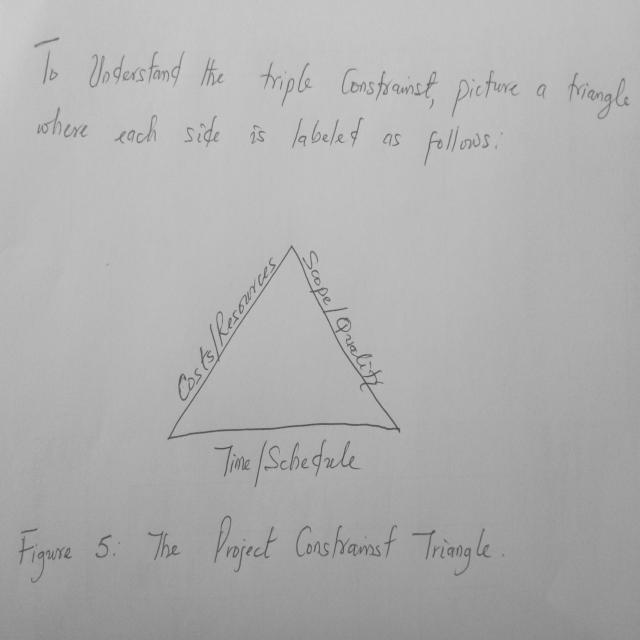 To Understand the triple Constrainst, picture a triangle
where each side is labeled as follows:
Costs/Resources
Scope/Quality
Time/Schedule
Figure 5: The Project Constrainst Triangle.